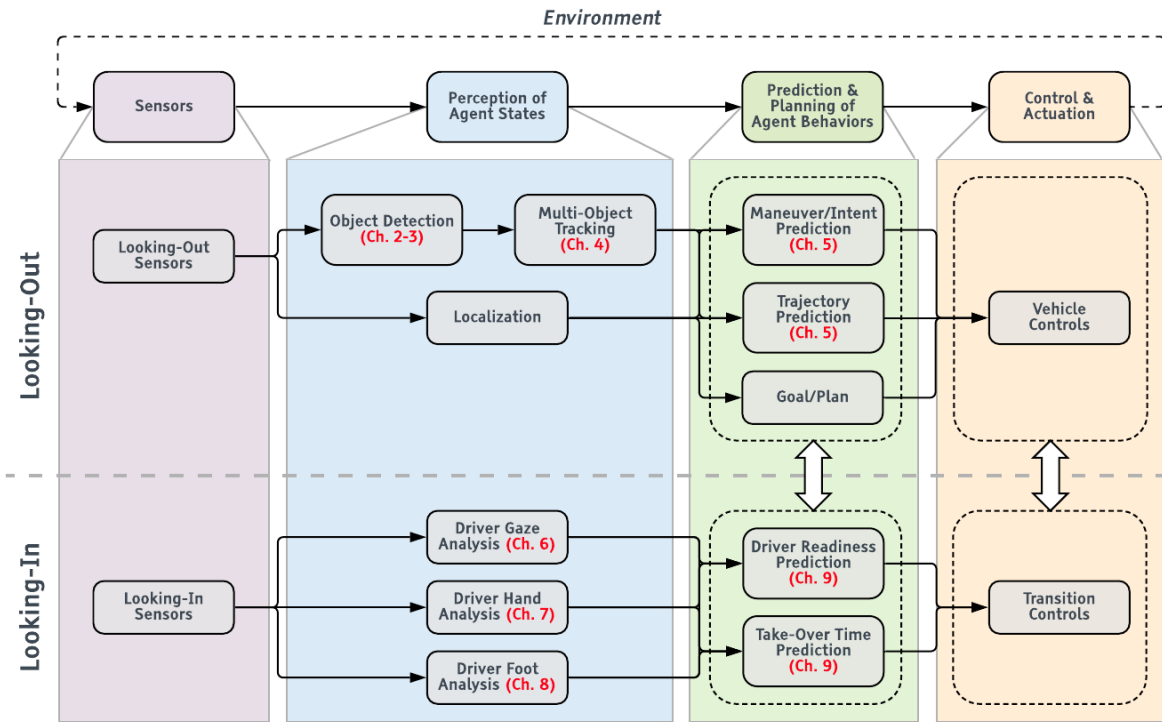 Environment
Sensors
Perception of
Agent States
Prediction &
Planning of
Agent Behaviors
Control &
Actuation
Looking-Out
Looking-Out
Sensors
Object Detection
(Ch. 2-3)
Multi-Object
Tracking
(Ch. 4)
Localization
Maneuver/Intent
Prediction
(Ch. 5)
Trajectory
Prediction
(Ch. 5)
Goal/Plan
Vehicle
Controls
Looking-In
Looking-In
Sensors
Driver Gaze
Analysis (Ch. 6)
Driver Hand
Analysis (Ch. 7)
Driver Foot
Analysis (Ch. 8)
Driver Readiness
Prediction
(Ch. 9)
Take-Over Time
Prediction
(Ch. 9)
Transition
Controls